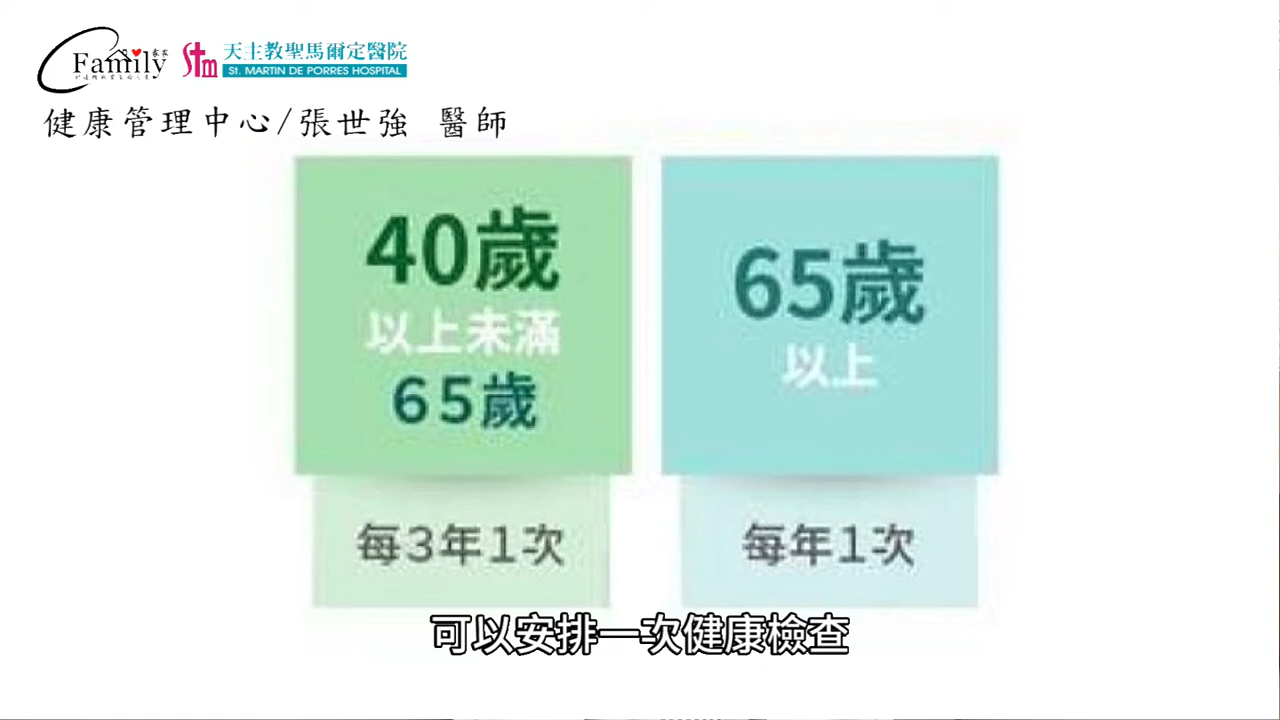 Family
天主教聖馬爾定醫院
St. MARTIN DE PORRES HOSPITAL
健康管理中心/張世強 醫師
40歲
以上未滿
65歲
每3年1次
65歲
以上
每年1次
可以安排一次健康檢查